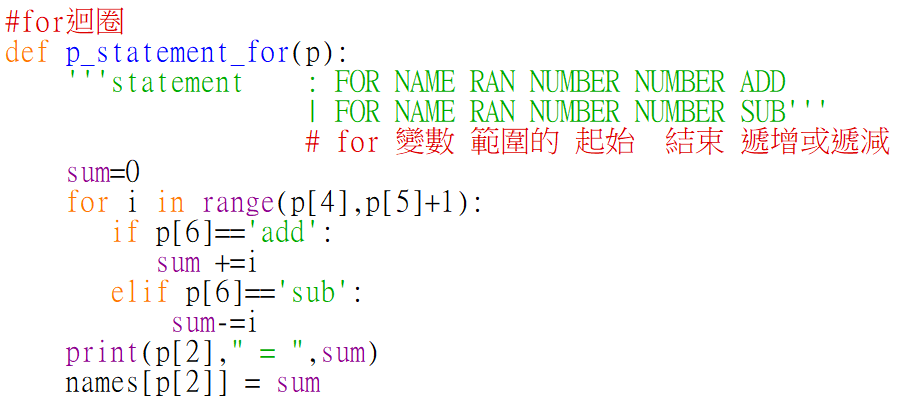 #for迴圈
def p_statement_for(p):
    '''statement    : FOR NAME RAN NUMBER NUMBER ADD
                    | FOR NAME RAN NUMBER NUMBER SUB'''
                    # for 變數 範圍的 起始  結束 遞增或遞減
    sum=0
    for i in range(p[4],p[5]+1):
       if p[6]=='add':
          sum +=i
       elif p[6]=='sub':
           sum-=i
    print(p[2]," = ",sum)
    names[p[2]] = sum